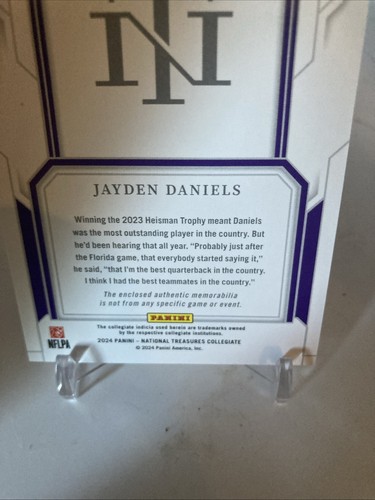 NT
JAYDEN DANIELS
Winning the 2023 Heisman Trophy meant Daniels
was the most outstanding player in the country. But
he'd been hearing that all year. "Probably just after
the Florida game, that everybody started saying it,"
he said, "that I'm the best quarterback in the country.
I think I had the best teammates in the country."
The enclosed authentic memorabilia
is not from any specific game or event.
PANINI
The collegiate indicia used herein are trademarks owned
by the respective collegiate institutions.
NFLPA
2024 PANINI – NATIONAL TREASURES COLLEGIATE
© 2024 Panini America, Inc.